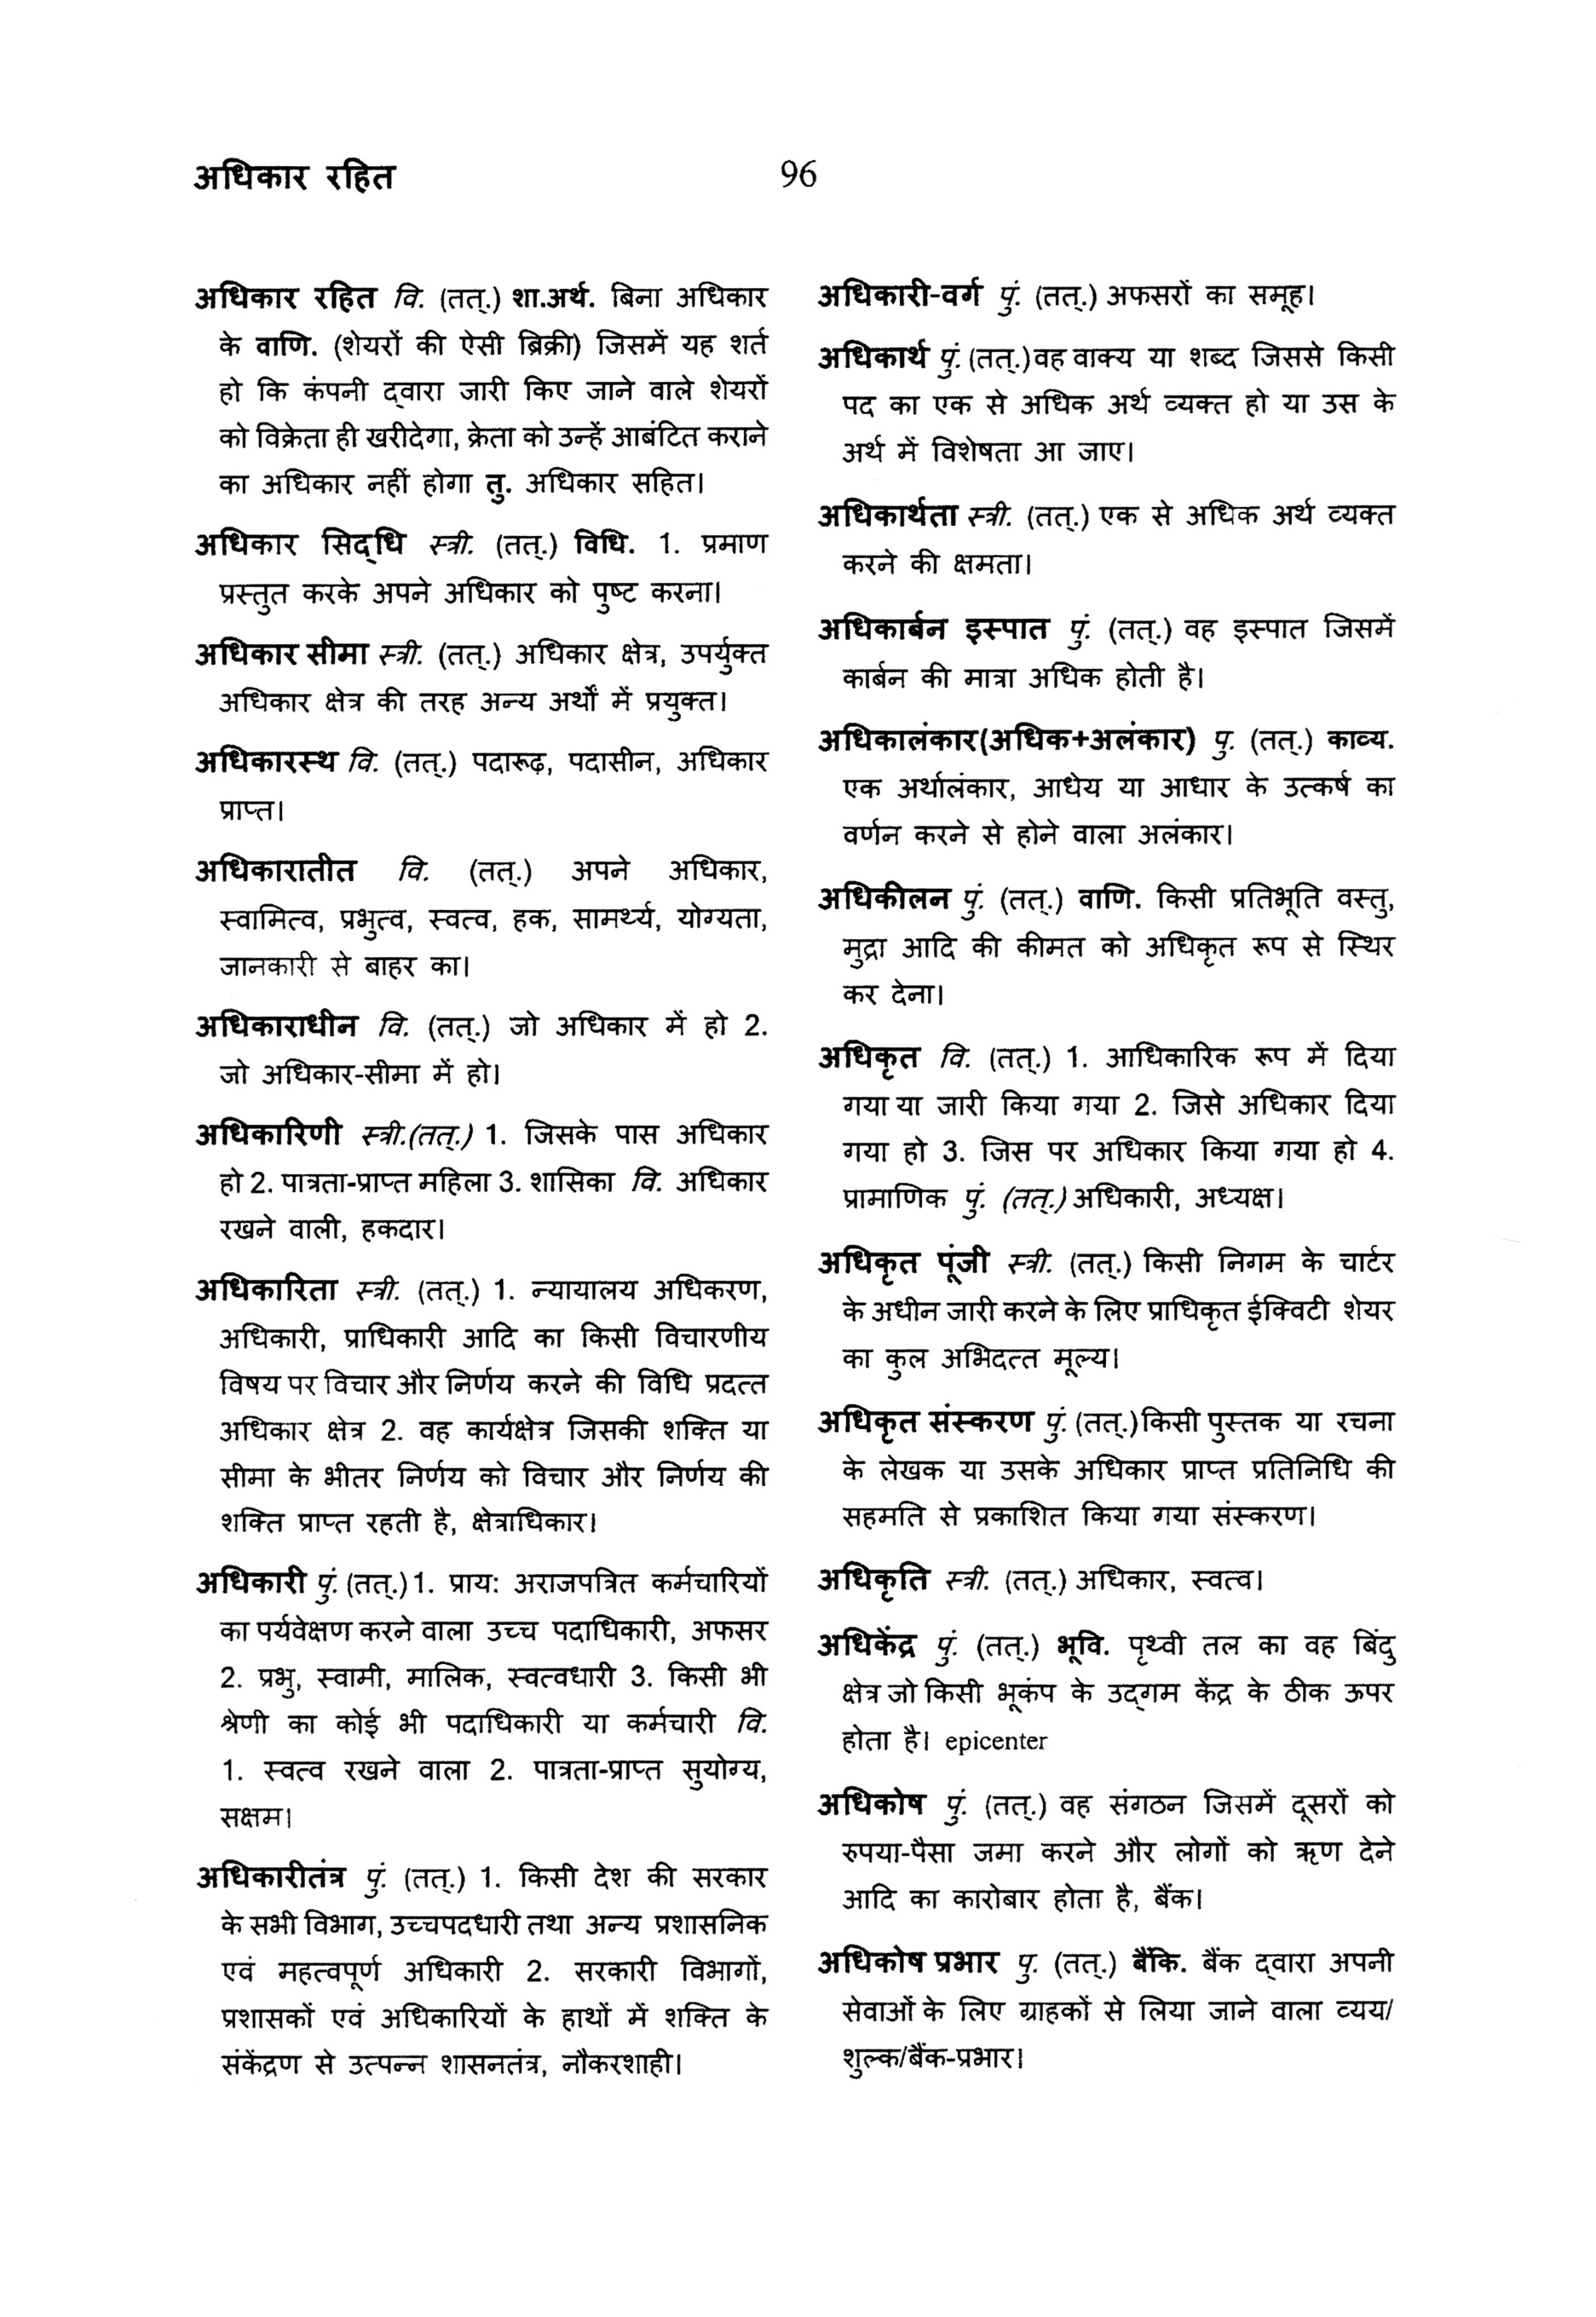 अधिकार रहित
96
अधिकार रहित वि. (तत्.) शा.अर्थ. बिना अधिकार
के वाणि. (शेयरों की ऐसी ब्रिक्री) जिसमें यह शर्त
हो कि कंपनी द्वारा जारी किए जाने वाले शेयरों
को विक्रेता ही खरीदेगा, क्रेता को उन्हें आबंटित कराने
का अधिकार नहीं होगा तु. अधिकार सहित।
अधिकार सिद्धि स्त्री. (तत्.) विधि. 1. प्रमाण
प्रस्तुत करके अपने अधिकार को पुष्ट करना।
अधिकार सीमा स्त्री. (तत्.) अधिकार क्षेत्र, उपर्युक्त
अधिकार क्षेत्र की तरह अन्य अर्थों में प्रयुक्त।
अधिकारस्थ वि. (तत्.) पदारूढ़, पदासीन, अधिकार
प्राप्त।
अधिकारातीत वि. (तत्.) अपने अधिकार,
स्वामित्व, प्रभुत्व, स्वत्व, हक, सामर्थ्य, योग्यता,
जानकारी से बाहर का।
अधिकाराधीन वि. (तत्.) जो अधिकार में हो 2.
जो अधिकार-सीमा में हो।
अधिकारिणी स्त्री.(तत्.) 1. जिसके पास अधिकार
हो 2. पात्रता-प्राप्त महिला 3. शासिका वि. अधिकार
रखने वाली, हकदार।
अधिकारिता स्त्री. (तत्.) 1. न्यायालय अधिकरण,
अधिकारी, प्राधिकारी आदि का किसी विचारणीय
विषय पर विचार और निर्णय करने की विधि प्रदत्त
अधिकार क्षेत्र 2. वह कार्यक्षेत्र जिसकी शक्ति या
सीमा के भीतर निर्णय को विचार और निर्णय की
शक्ति प्राप्त रहती है, क्षेत्राधिकार।
अधिकारी पुं. (तत्.)1. प्राय: अराजपत्रित कर्मचारियों
का पर्यवेक्षण करने वाला उच्च पदाधिकारी, अफसर
2. प्रभु, स्वामी, मालिक, स्वत्वधारी 3. किसी भी
श्रेणी का कोई भी पदाधिकारी या कर्मचारी वि.
1. स्वत्व रखने वाला 2. पात्रता-प्राप्त सुयोग्य,
सक्षम।
अधिकारीतंत्र पुं. (तत्.) 1. किसी देश की सरकार
के सभी विभाग, उच्चपदधारी तथा अन्य प्रशासनिक
एवं महत्वपूर्ण अधिकारी 2. सरकारी विभागों,
प्रशासकों एवं अधिकारियों के हाथों में शक्ति के
संकेंद्रण से उत्पन्न शासनतंत्र, नौकरशाही।
अधिकारी-वर्ग पुं. (तत्.) अफसरों का समूह।
अधिकार्थ पुं. (तत्.)वह वाक्य या शब्द जिससे किसी
पद का एक से अधिक अर्थ व्यक्त हो या उस के
अर्थ में विशेषता आ जाए।
अधिकार्थता स्त्री. (तत्.) एक से अधिक अर्थ व्यक्त
करने की क्षमता।
अधिकार्बन इस्पात पुं. (तत्.) वह इस्पात जिसमें
कार्बन की मात्रा अधिक होती है।
अधिकालंकार(अधिक+अलंकार) पु. (तत्.) काव्य.
एक अर्थालंकार, आधेय या आधार के उत्कर्ष का
वर्णन करने से होने वाला अलंकार।
अधिकीलन पुं. (तत्.) वाणि. किसी प्रतिभूति वस्तु,
मुद्रा आदि की कीमत को अधिकृत रूप से स्थिर
कर देना।
अधिकृत वि. (तत्.) 1. आधिकारिक रूप में दिया
गया या जारी किया गया 2. जिसे अधिकार दिया
गया हो 3. जिस पर अधिकार किया गया हो 4.
प्रामाणिक पुं. (तत्.) अधिकारी, अध्यक्ष।
अधिकृत पूंजी स्त्री. (तत्.) किसी निगम के चार्टर
के अधीन जारी करने के लिए प्राधिकृत ईक्विटी शेयर
का कुल अभिदत्त मूल्य।
अधिकृत संस्करण पुं. (तत्.)किसी पुस्तक या रचना
के लेखक या उसके अधिकार प्राप्त प्रतिनिधि की
सहमति से प्रकाशित किया गया संस्करण।
अधिकृति स्त्री. (तत्.) अधिकार, स्वत्व।
अधिकेंद्र पुं. (तत्.) भूवि. पृथ्वी तल का वह बिंदु
क्षेत्र जो किसी भूकंप के उद्गम केंद्र के ठीक ऊपर
होता है। epicenter
अधिकोष पुं. (तत्.) वह संगठन जिसमें दूसरों को
रुपया-पैसा जमा करने और लोगों को ऋण देने
आदि का कारोबार होता है, बैंक।
अधिकोष प्रभार पु. (तत्.) बैंकि. बैंक द्वारा अपनी
सेवाओं के लिए ग्राहकों से लिया जाने वाला व्यय/
शुल्क/बैंक-प्रभार।